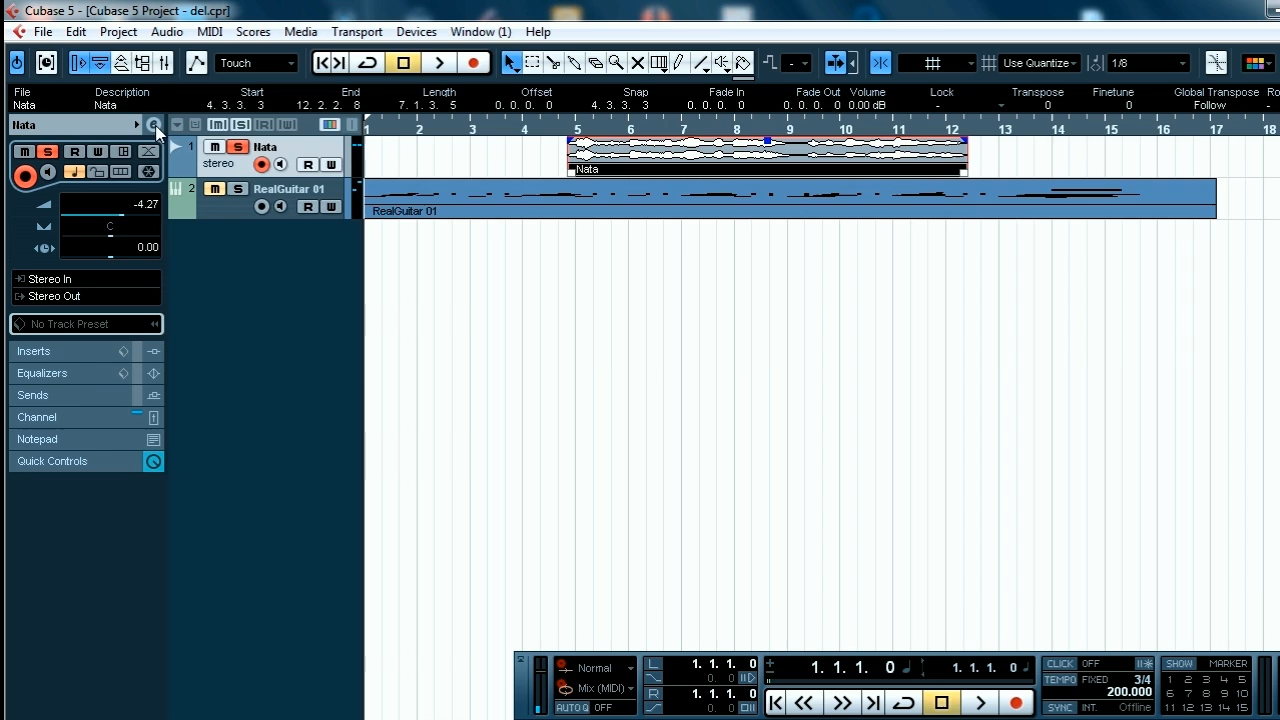 Cubase 5 - [Cubase 5 Project - del.cpr]
File Edit Project Audio MIDI Scores Media Transport Devices Window (1) Help
Touch - Use Quantize 1/8
File Description Start End Length Offset Snap Fade In Fade Out Volume Lock Transpose Finetune Global Transpose Ro
Nata Nata 4. 3. 3. 3 12. 2. 2. 8 7. 1. 3. 5 0. 0. 0. 0 4. 3. 3. 3 0. 0. 0. 0 0. 0. 0. 0 0.00 dB - 0 0 Follow -
Nata e [m] [S] [R] [W] 1 2 3 4 5 6 7 8 9 10 11 12 13 14 15 16 17 18
m S R W
1 m S Nata
stereo R W
Nata
2 m S RealGuitar 01
R W
RealGuitar 01
-4.27
C
0.00
Stereo In
Stereo Out
No Track Preset
Inserts
Equalizers
Sends
Channel
Notepad
Quick Controls
Normal
Mix (MIDI)
AUTO Q OFF
L 1. 1. 1. 0
0. 0
R 1. 1. 1. 0
0. 0
1. 1. 1. 0 1. 1. 1. 0
CLICK OFF
TEMPO FIXED 3/4
200.000
SYNC INT. Offline
SHOW MARKER
1 2 3 4 5
6 7 8 9 10
11 12 13 14 15